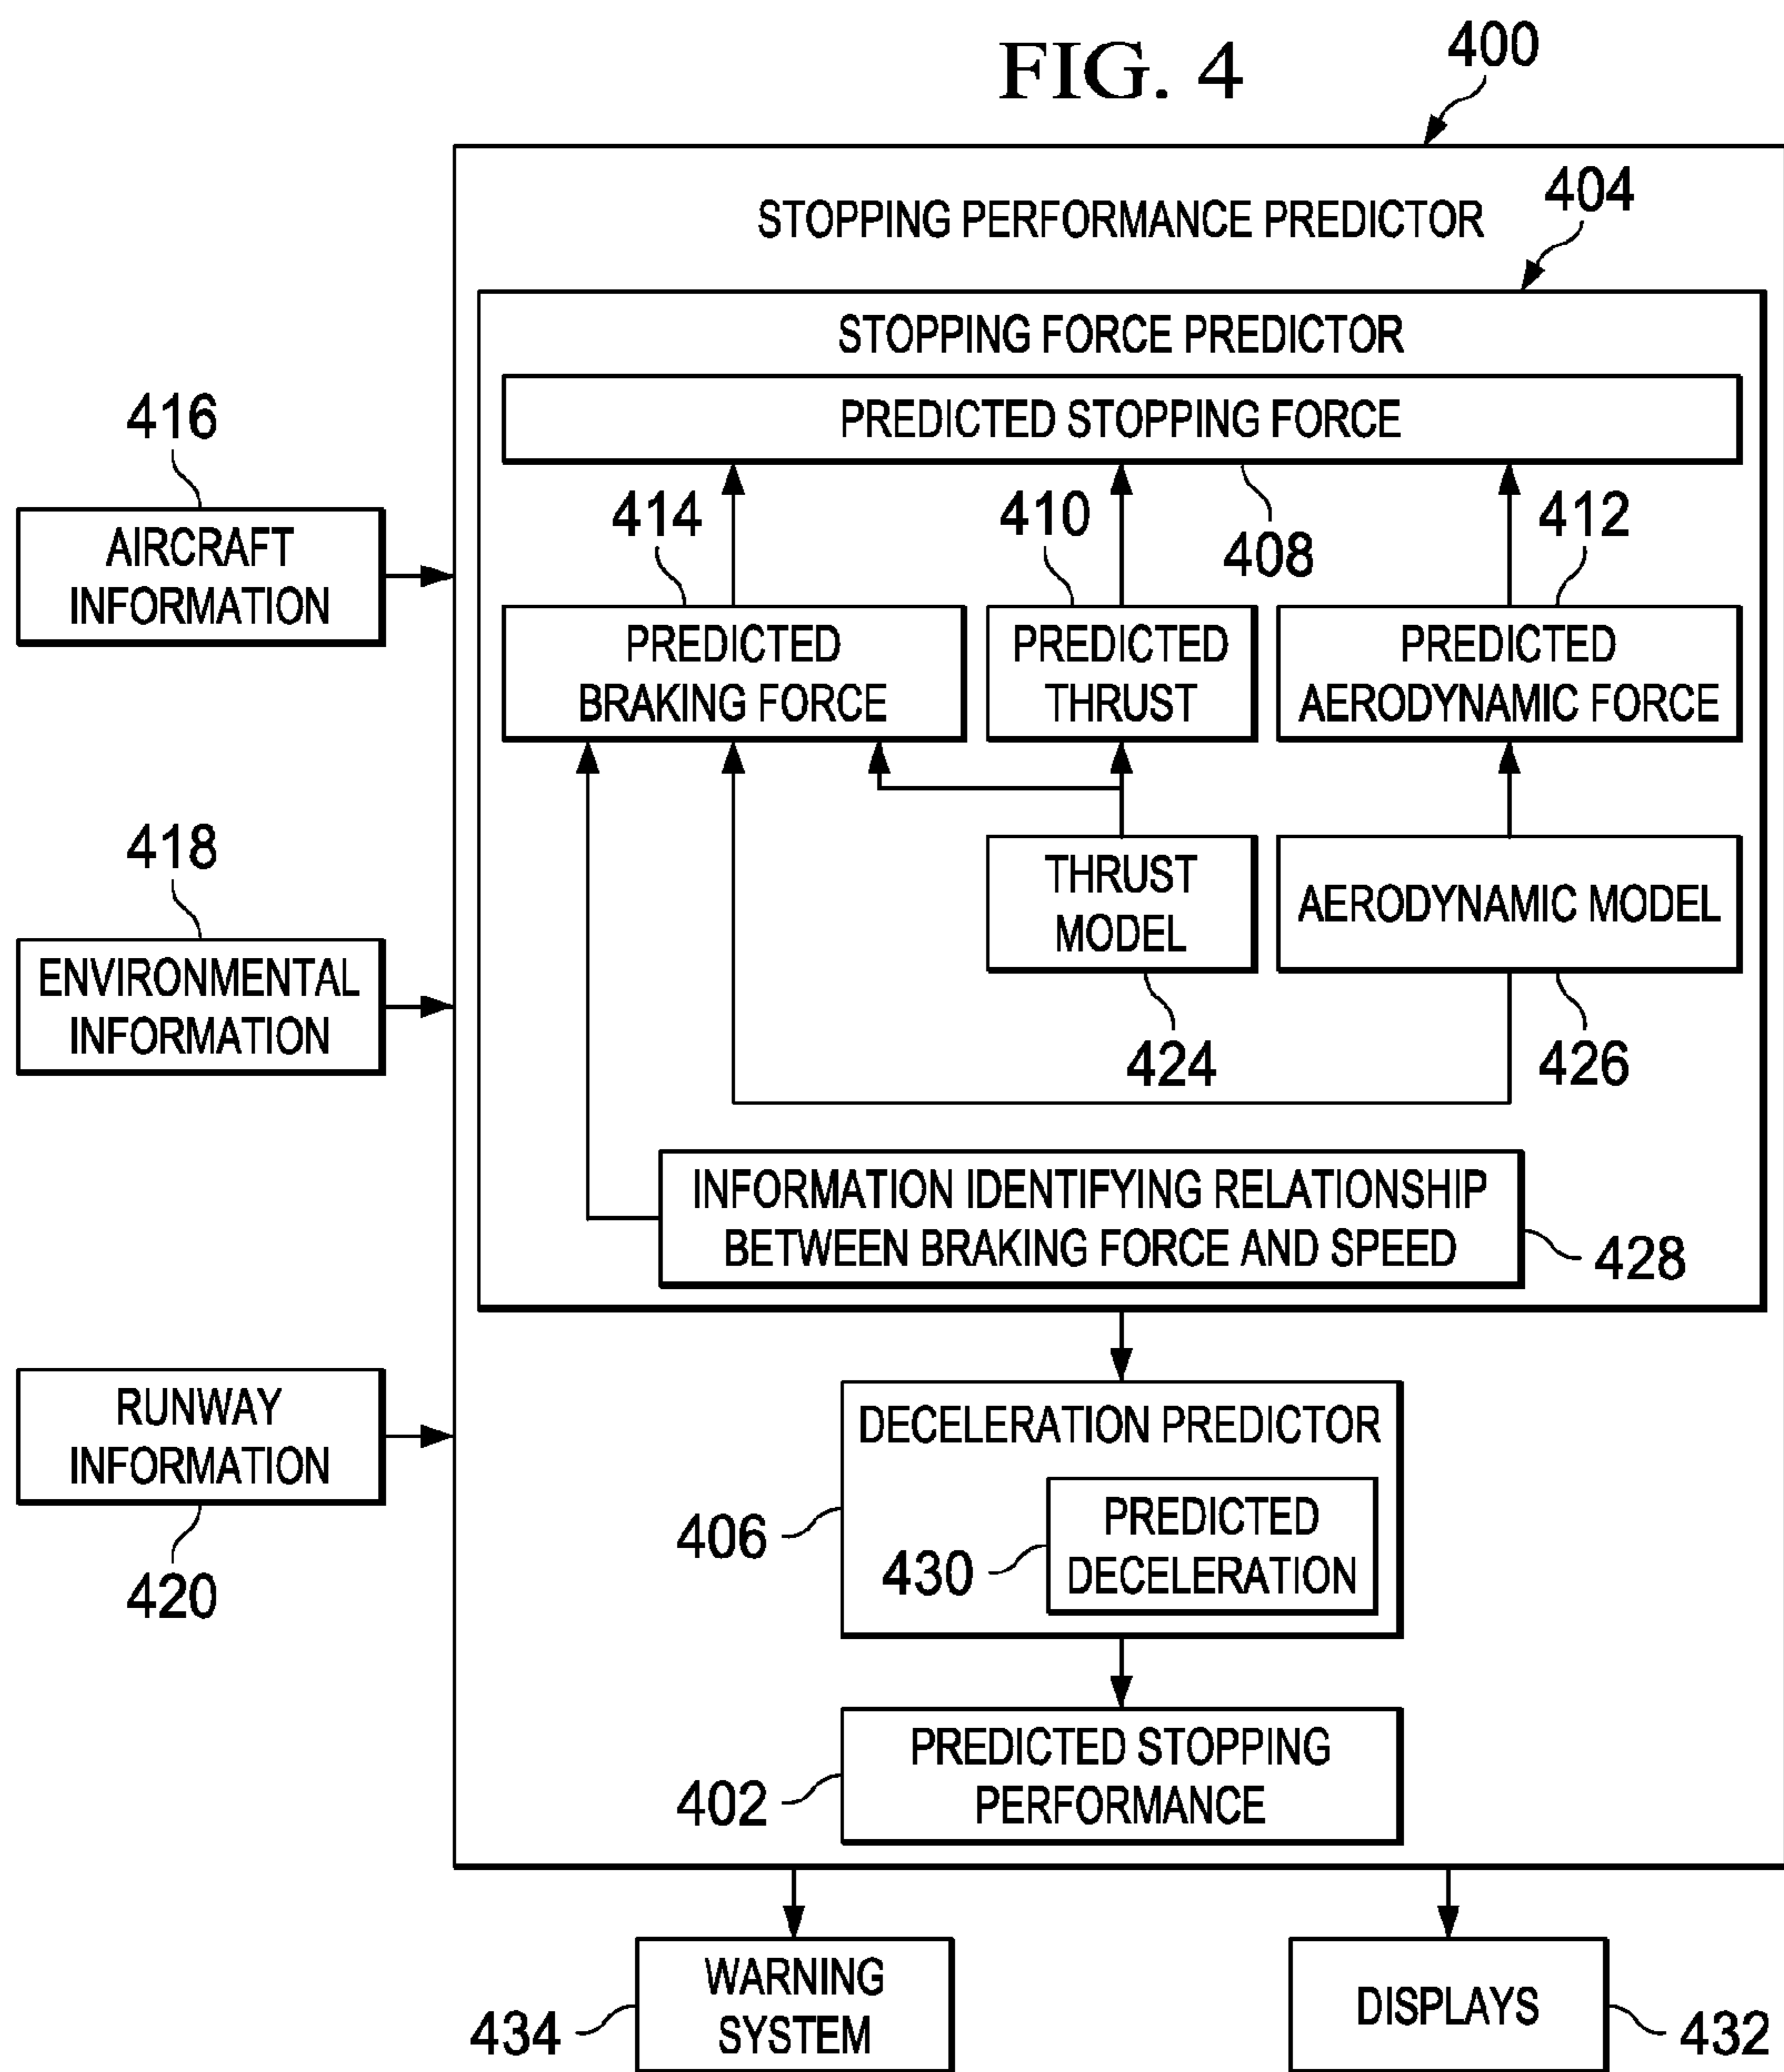 FIG. 4
400
STOPPING PERFORMANCE PREDICTOR
404
STOPPING FORCE PREDICTOR
PREDICTED STOPPING FORCE
408
416
AIRCRAFT
INFORMATION
414
PREDICTED
BRAKING FORCE
410
PREDICTED
THRUST
412
PREDICTED
AERODYNAMIC FORCE
418
ENVIRONMENTAL
INFORMATION
THRUST
MODEL
424
AERODYNAMIC MODEL
426
INFORMATION IDENTIFYING RELATIONSHIP
BETWEEN BRAKING FORCE AND SPEED
428
RUNWAY
INFORMATION
420
DECELERATION PREDICTOR
406
430
PREDICTED
DECELERATION
402
PREDICTED STOPPING
PERFORMANCE
434
WARNING
SYSTEM
DISPLAYS
432